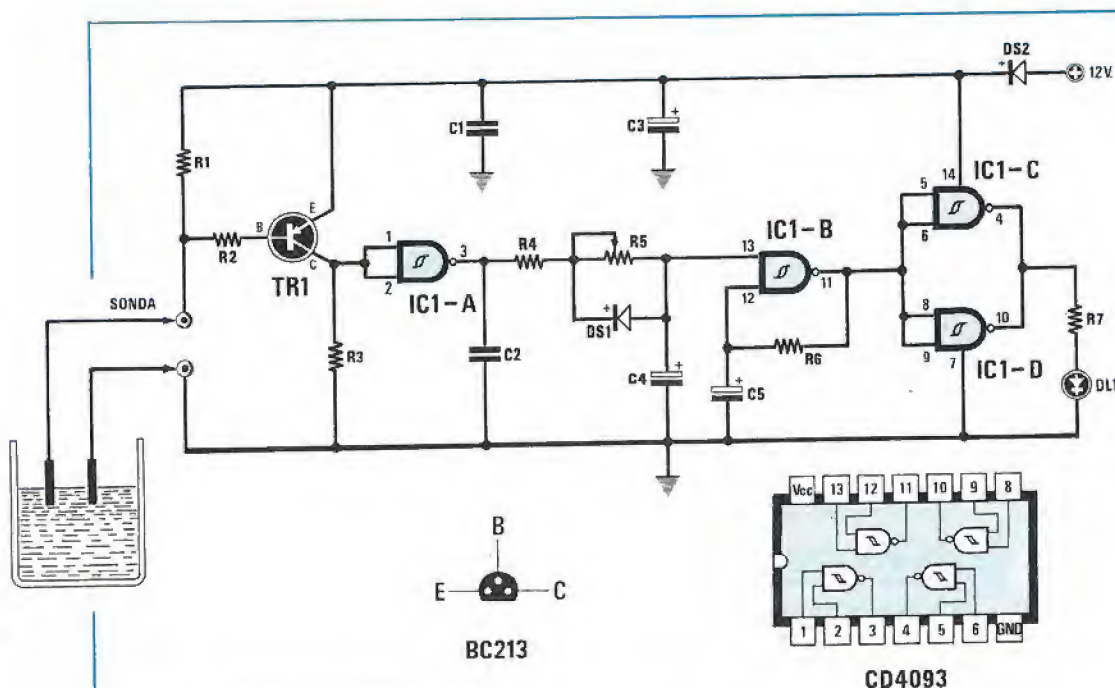 DS2
+
12V.
C1
C3
+
R1
E
B
R2
C
TR1
SONDA
R3
1
2
3
IC1-A
C2
R4
R5
+
DS1
C4
+
13
12
11
IC1-B
R6
C5
+
5
6
14
4
IC1-C
8
9
7
10
IC1-D
R7
DL1
B
E
C
BC213
Vcc 13 12 11 10 9 8
1 2 3 4 5 6 GND
CD4093